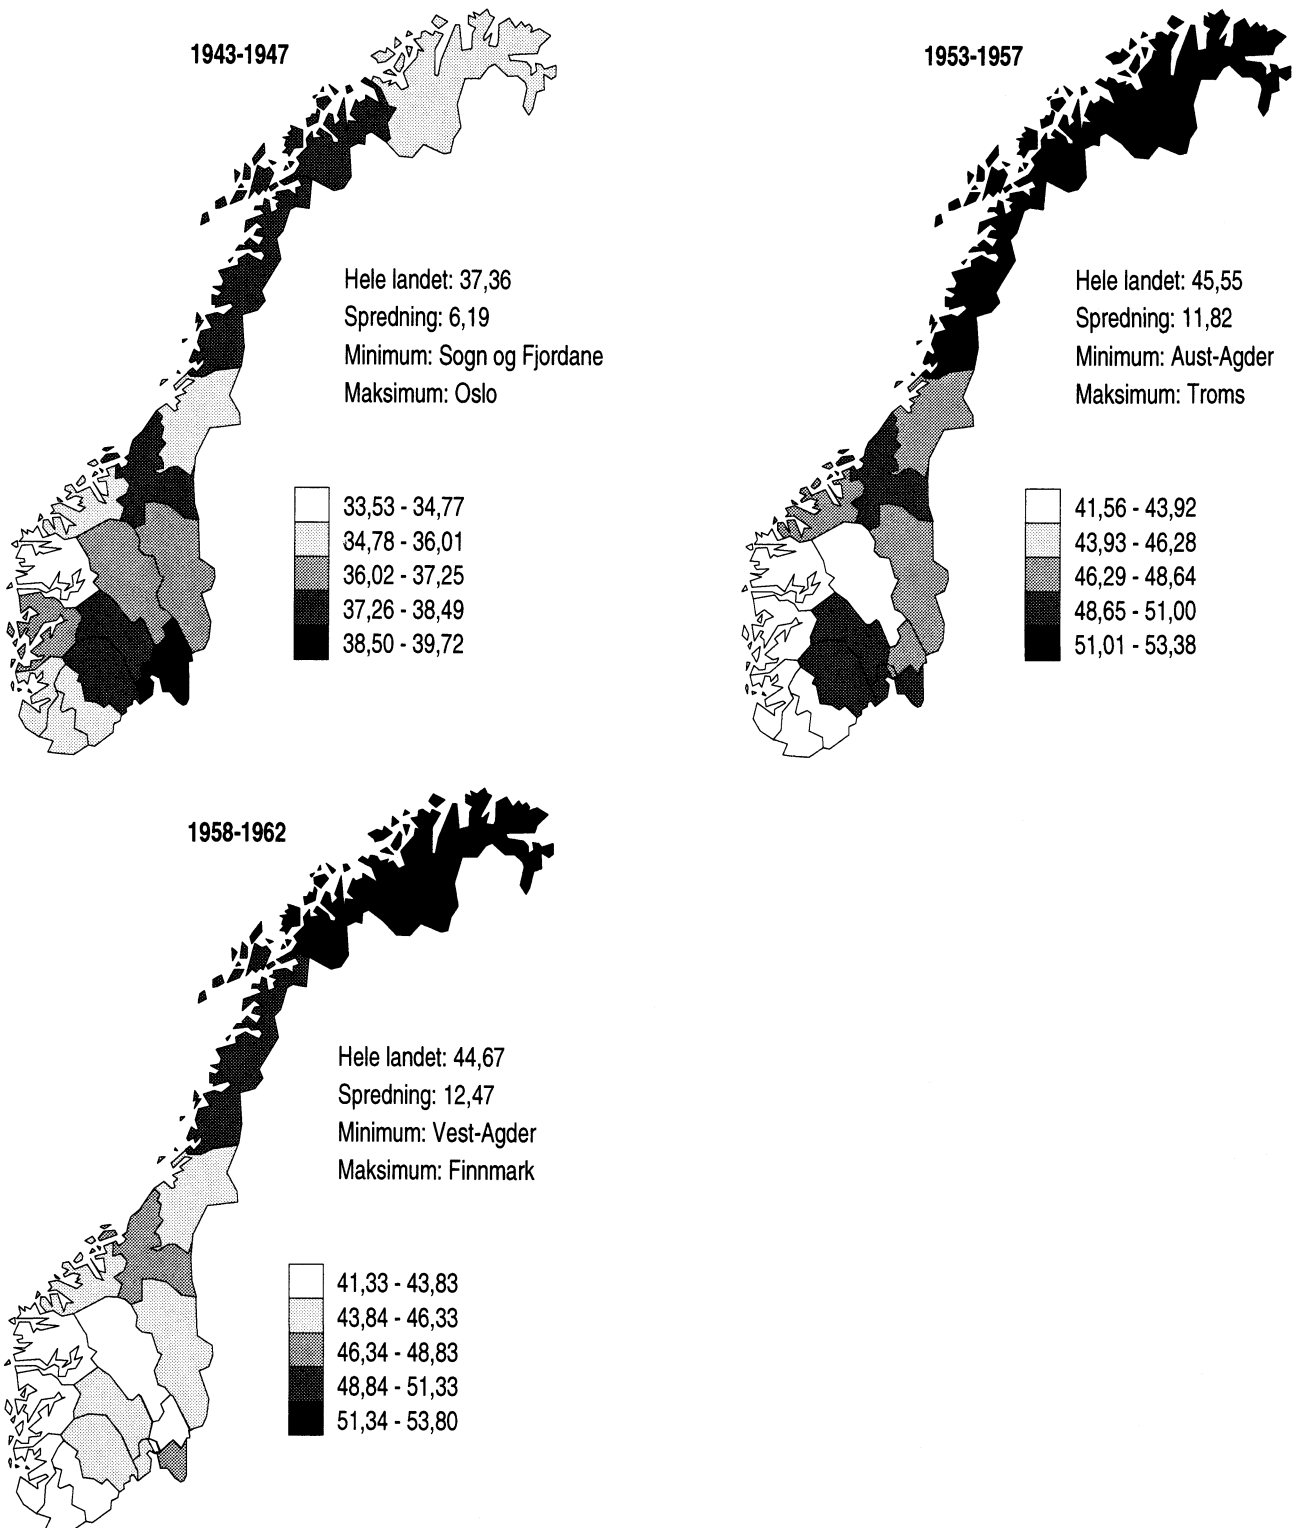 1943-1947
Hele landet: 37,36
Spredning: 6,19
Minimum: Sogn og Fjordane
Maksimum: Oslo
33,53 - 34,77
34,78 - 36,01
36,02 - 37,25
37,26 - 38,49
38,50 - 39,72
1953-1957
Hele landet: 45,55
Spredning: 11,82
Minimum: Aust-Agder
Maksimum: Troms
41,56 - 43,92
43,93 - 46,28
46,29 - 48,64
48,65 - 51,00
51,01 - 53,38
1958-1962
Hele landet: 44,67
Spredning: 12,47
Minimum: Vest-Agder
Maksimum: Finnmark
41,33 - 43,83
43,84 - 46,33
46,34 - 48,83
48,84 - 51,33
51,34 - 53,80